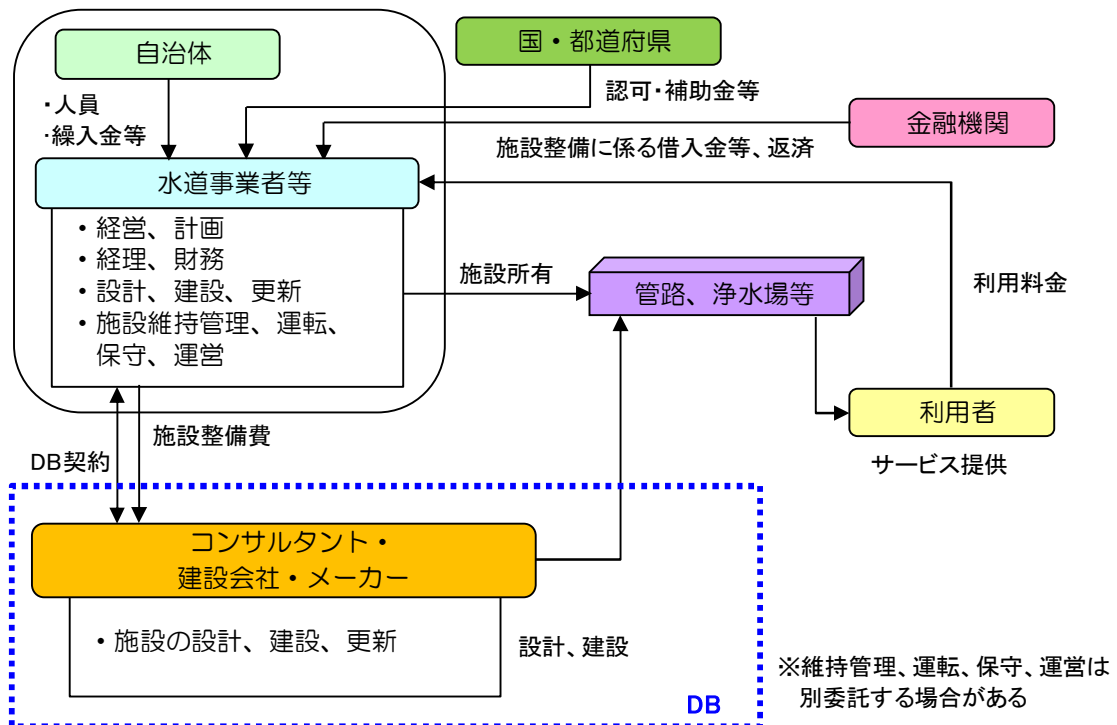 自治体
国・都道府県
・人員
・繰入金等
認可・補助金等
金融機関
施設整備に係る借入金等、返済
水道事業者等
・経営、計画
・経理、財務
・設計、建設、更新
・施設維持管理、運転、
保守、運営
施設所有
管路、浄水場等
利用料金
利用者
サービス提供
施設整備費
DB契約
コンサルタント・
建設会社・メーカー
・施設の設計、建設、更新
設計、建設
DB
※維持管理、運転、保守、運営は
別委託する場合がある